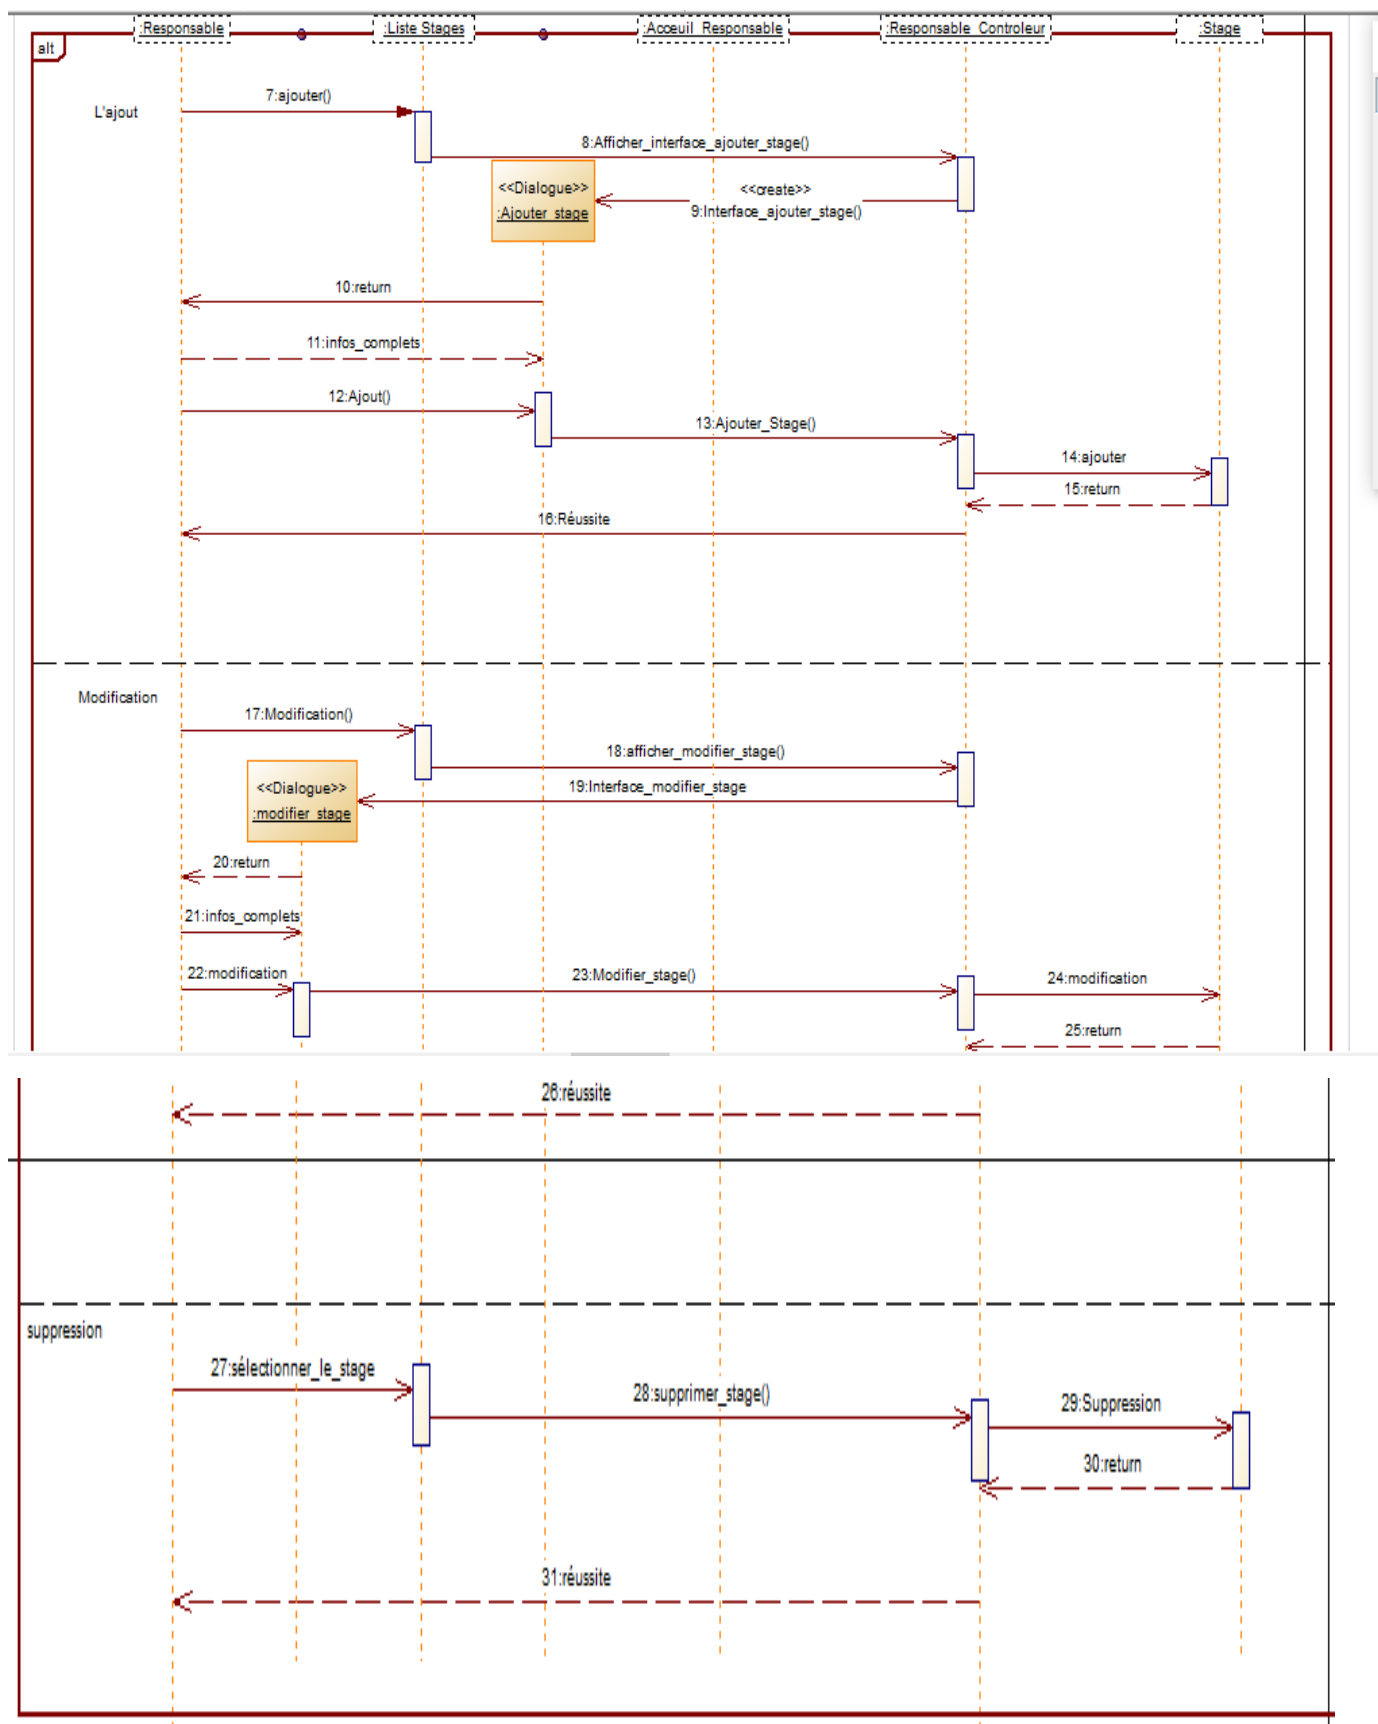 :Responsable
:Liste Stages
:Acœuil_Responsable
:Responsable_Controleur
:Stage
alt
L'ajout
7:ajouter()
8:Afficher_interface_ajouter_stage()
<<Dialogue>>
:Ajouter_stage
<<create>>
9:Interface_ajouter_stage()
10:return
11:infos_complets
12:Ajout()
13:Ajouter_Stage()
14:ajouter
15:return
16:Réussite
Modification
17:Modification()
18:afficher_modifier_stage()
<<Dialogue>>
:modifier_stage
19:Interface_modifier_stage
20:return
21:infos_complets
22:modification
23:Modifier_stage()
24:modification
25:return
26:réussite
suppression
27:sélectionner_le_stage
28:supprimer_stage()
29:Suppression
30:return
31:réussite